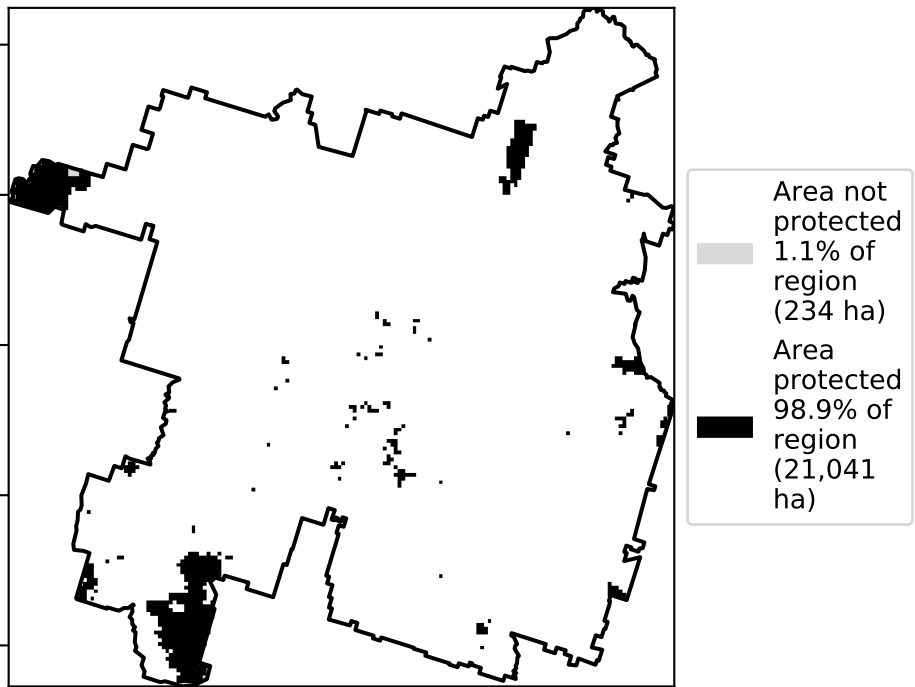 Area not
protected
1.1% of
region
(234 ha)
Area
protected
98.9% of
region
(21,041
ha)